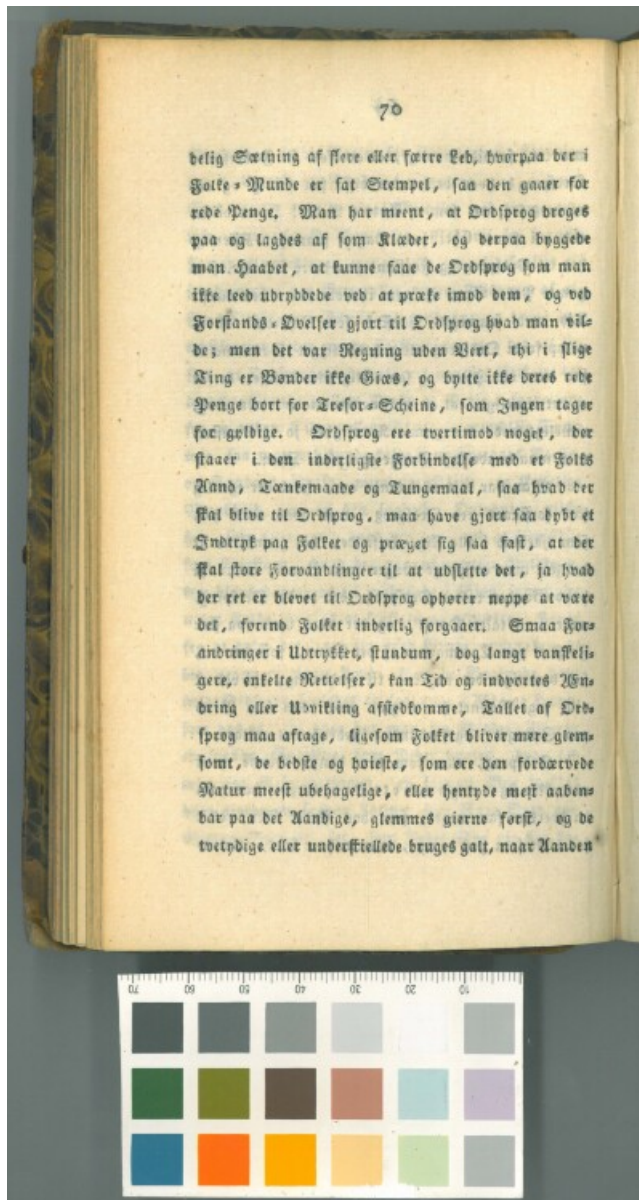 70
delig Sætning af flere eller færre Led, hvorpaa der i
Folke-Munde er sat Stempel, saa den gaaer for
rede Penge. Man har meent, at Ordsprog droges
paa og lagdes af som Klæder, og derpaa byggede
man Haabet, at kunne faae de Ordsprog som man
ikke leed udryddede ved at præke imod dem, og ved
Forstands-Øvelser gjort til Ordsprog hvad man vil-
de; men det var Regning uden Vert, thi i slige
Ting er Bønder ikke Giæs, og bytte ikke deres rede
Penge bort for Tresor-Scheine, som Ingen tager
for gyldige. Ordsprog ere tvertimod noget, der
staaer i den inderligste Forbindelse med et Folks
Aand, Tænkemaade og Tungemaal, saa hvad der
skal blive til Ordsprog, maa have gjort saa dybt et
Indtryk paa Folket og præget sig saa fast, at der
skal store Forvandlinger til at udslette det, ja hvad
der ret er blevet til Ordsprog ophører neppe at være
det, førend Folket inderlig forgaaer. Smaa For-
andringer i Udtrykket, stundum, dog langt vanskeli-
gere, enkelte Rettelser, kan Tid og indvortes Æn-
dring eller Udvikling afstedkomme, Tallet af Ord-
sprog maa aftage, ligesom Folket bliver mere glem-
somt, de bedste og høieste, som ere den fordærvede
Natur meest ubehagelige, eller hentyde mest aaben-
bar paa det Aandige, glemmes gierne først, og de
tvetydige eller underskiellede bruges galt, naar Aanden
70 60 50 40 30 20 10